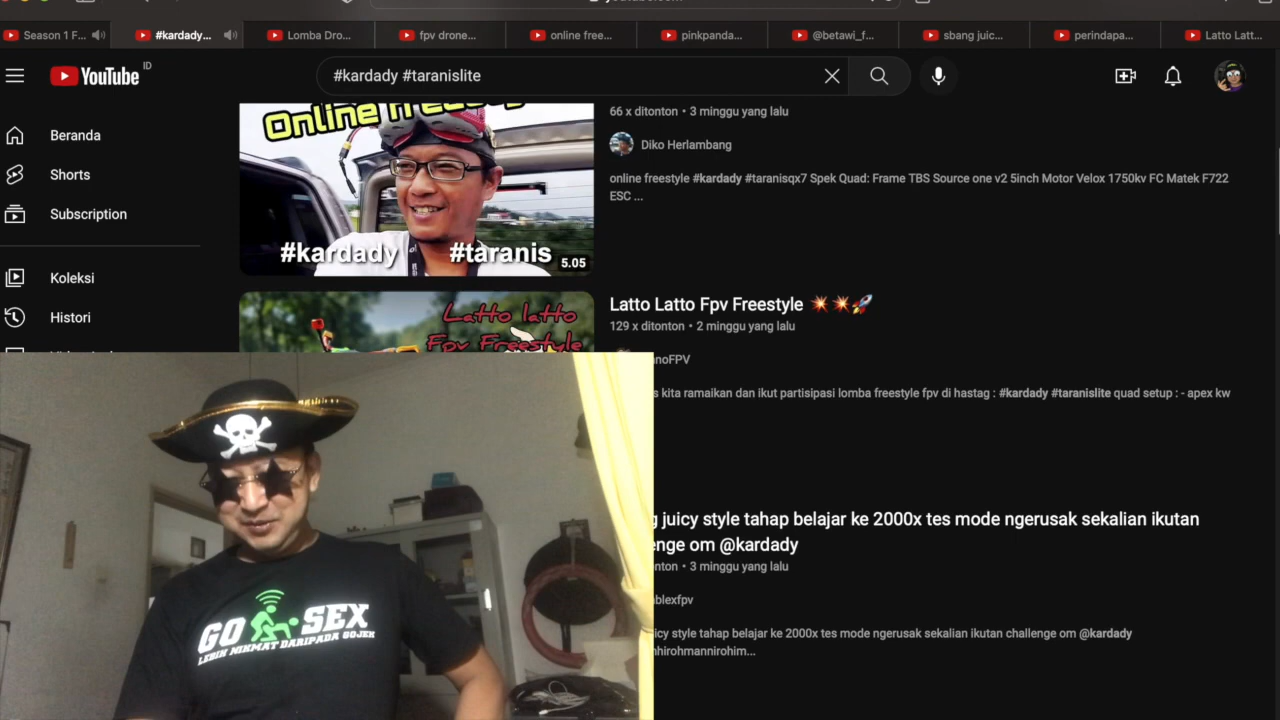 Season 1 F...
#kardady...
Lomba Dro...
fpv drone...
online free...
pinkpanda...
@betawi_f...
sbang juic...
perindapa...
Latto Latt...
YouTube ID
#kardady #taranislite
Beranda
Shorts
Subscription
Koleksi
Histori
Online freestyle
#kardady #taranis
5.05
66 x ditonton • 3 minggu yang lalu
Diko Herlambang
online freestyle #kardady #taranisqx7 Spek Quad: Frame TBS Source one v2 5inch Motor Velox 1750kv FC Matek F722
ESC ...
Latto latto
Fpv Freestyle
Latto Latto Fpv Freestyle 💥💥🚀
129 x ditonton • 2 minggu yang lalu
noFPV
s kita ramaikan dan ikut partisipasi lomba freestyle fpv di hastag : #kardady #taranislite quad setup : - apex kw
g juicy style tahap belajar ke 2000x tes mode ngerusak sekalian ikutan
enge om @kardady
nton • 3 minggu yang lalu
blexfpv
icy style tahap belajar ke 2000x tes mode ngerusak sekalian ikutan challenge om @kardady
hirohmannirohim...
GO SEX
LEBIH NIKMAT DARIPADA GOJEK